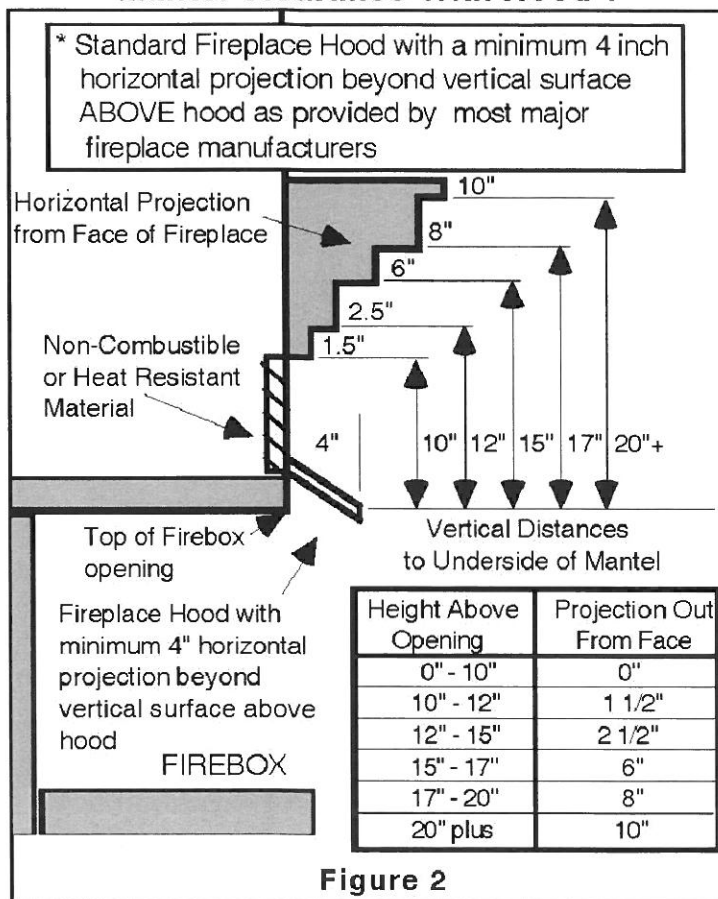 * Standard Fireplace Hood with a minimum 4 inch
horizontal projection beyond vertical surface
ABOVE hood as provided by most major
fireplace manufacturers
10"
Horizontal Projection
from Face of Fireplace
8"
6"
2.5"
1.5"
Non-Combustible
or Heat Resistant
Material
4"
10" 12" 15" 17" 20"+
Top of Firebox
opening
Vertical Distances
to Underside of Mantel
Fireplace Hood with
minimum 4" horizontal
projection beyond
vertical surface above
hood
FIREBOX
Height Above Opening | Projection Out From Face
0" - 10" | 0"
10" - 12" | 1 1/2"
12" - 15" | 2 1/2"
15" - 17" | 6"
17" - 20" | 8"
20" plus | 10"
Figure 2